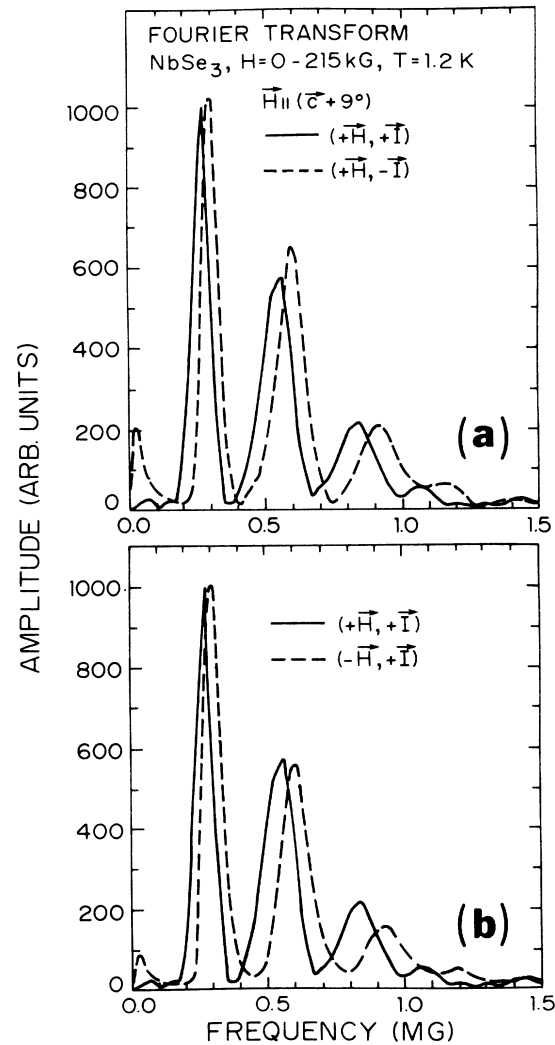 FOURIER TRANSFORM
NbSe₃, H=0-215kG, T=1.2 K
H⃗ıı(c⃗+9°)
(+H⃗,+I⃗)
(+H⃗,-I⃗)
1000
800
600
400
200
0
(a)
0.0 0.5 1.0 1.5
(+H⃗,+I⃗)
(-H⃗,+I⃗)
1000
800
600
400
200
0
(b)
0.0 0.5 1.0 1.5
AMPLITUDE (ARB. UNITS)
FREQUENCY (MG)